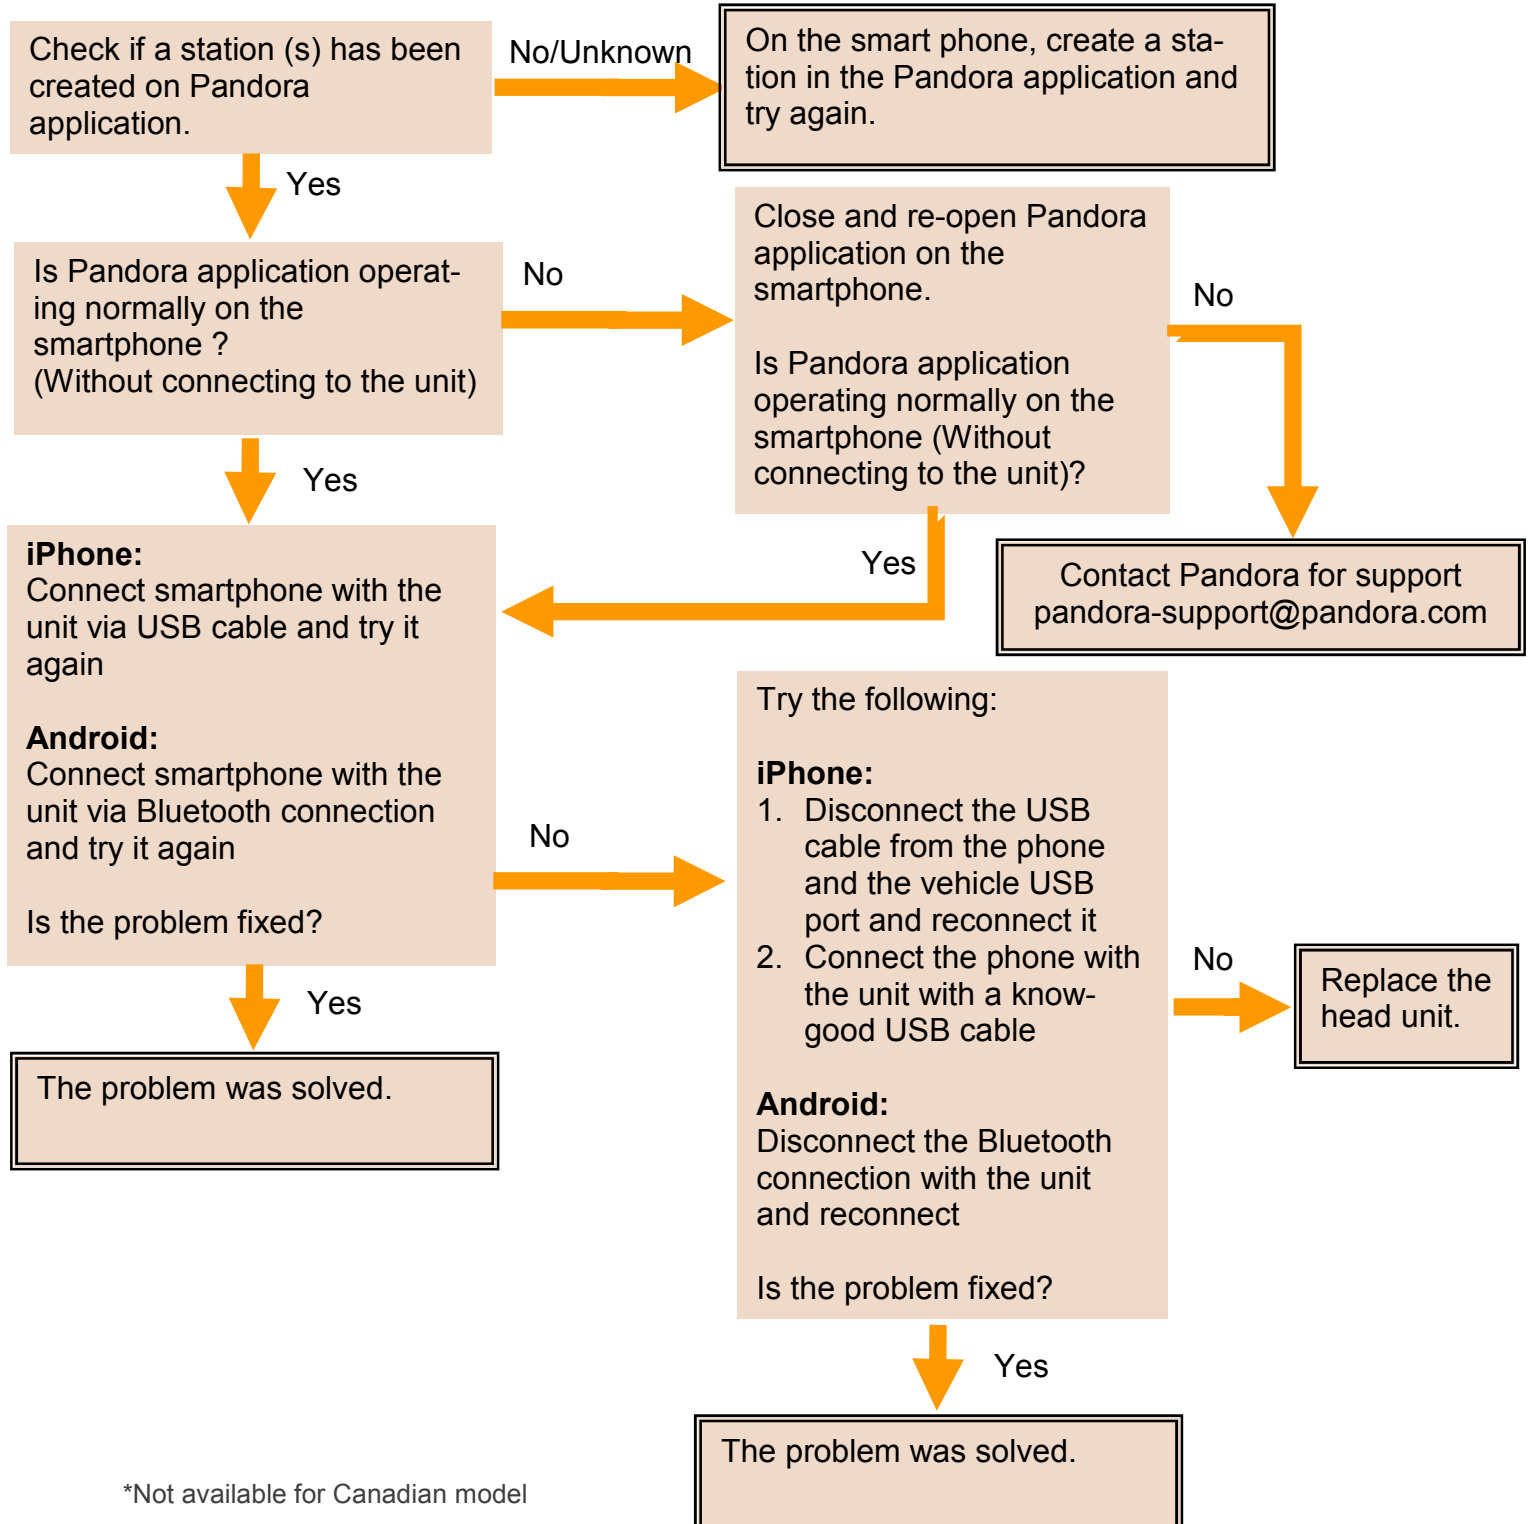 Check if a station (s) has been
created on Pandora
application.
No/Unknown
On the smart phone, create a sta-
tion in the Pandora application and
try again.
Yes
Is Pandora application operat-
ing normally on the
smartphone ?
(Without connecting to the unit)
No
Close and re-open Pandora
application on the
smartphone.
Is Pandora application
operating normally on the
smartphone (Without
connecting to the unit)?
No
Yes
Yes
Contact Pandora for support
pandora-support@pandora.com
iPhone:
Connect smartphone with the
unit via USB cable and try it
again
Android:
Connect smartphone with the
unit via Bluetooth connection
and try it again
Is the problem fixed?
No
Try the following:
iPhone:
1. Disconnect the USB
cable from the phone
and the vehicle USB
port and reconnect it
2. Connect the phone with
the unit with a know-
good USB cable
Android:
Disconnect the Bluetooth
connection with the unit
and reconnect
Is the problem fixed?
No
Replace the
head unit.
Yes
The problem was solved.
Yes
The problem was solved.
*Not available for Canadian model